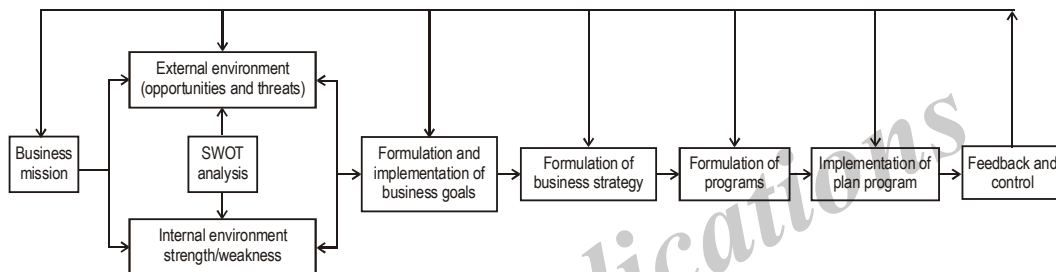 External environment
(opportunities and threats)
Business
mission
SWOT
analysis
Internal environment
strength/weakness
Formulation and
implementation of
business goals
Formulation of
business strategy
Formulation of
programs
Implementation of
plan program
Feedback and
control
lications